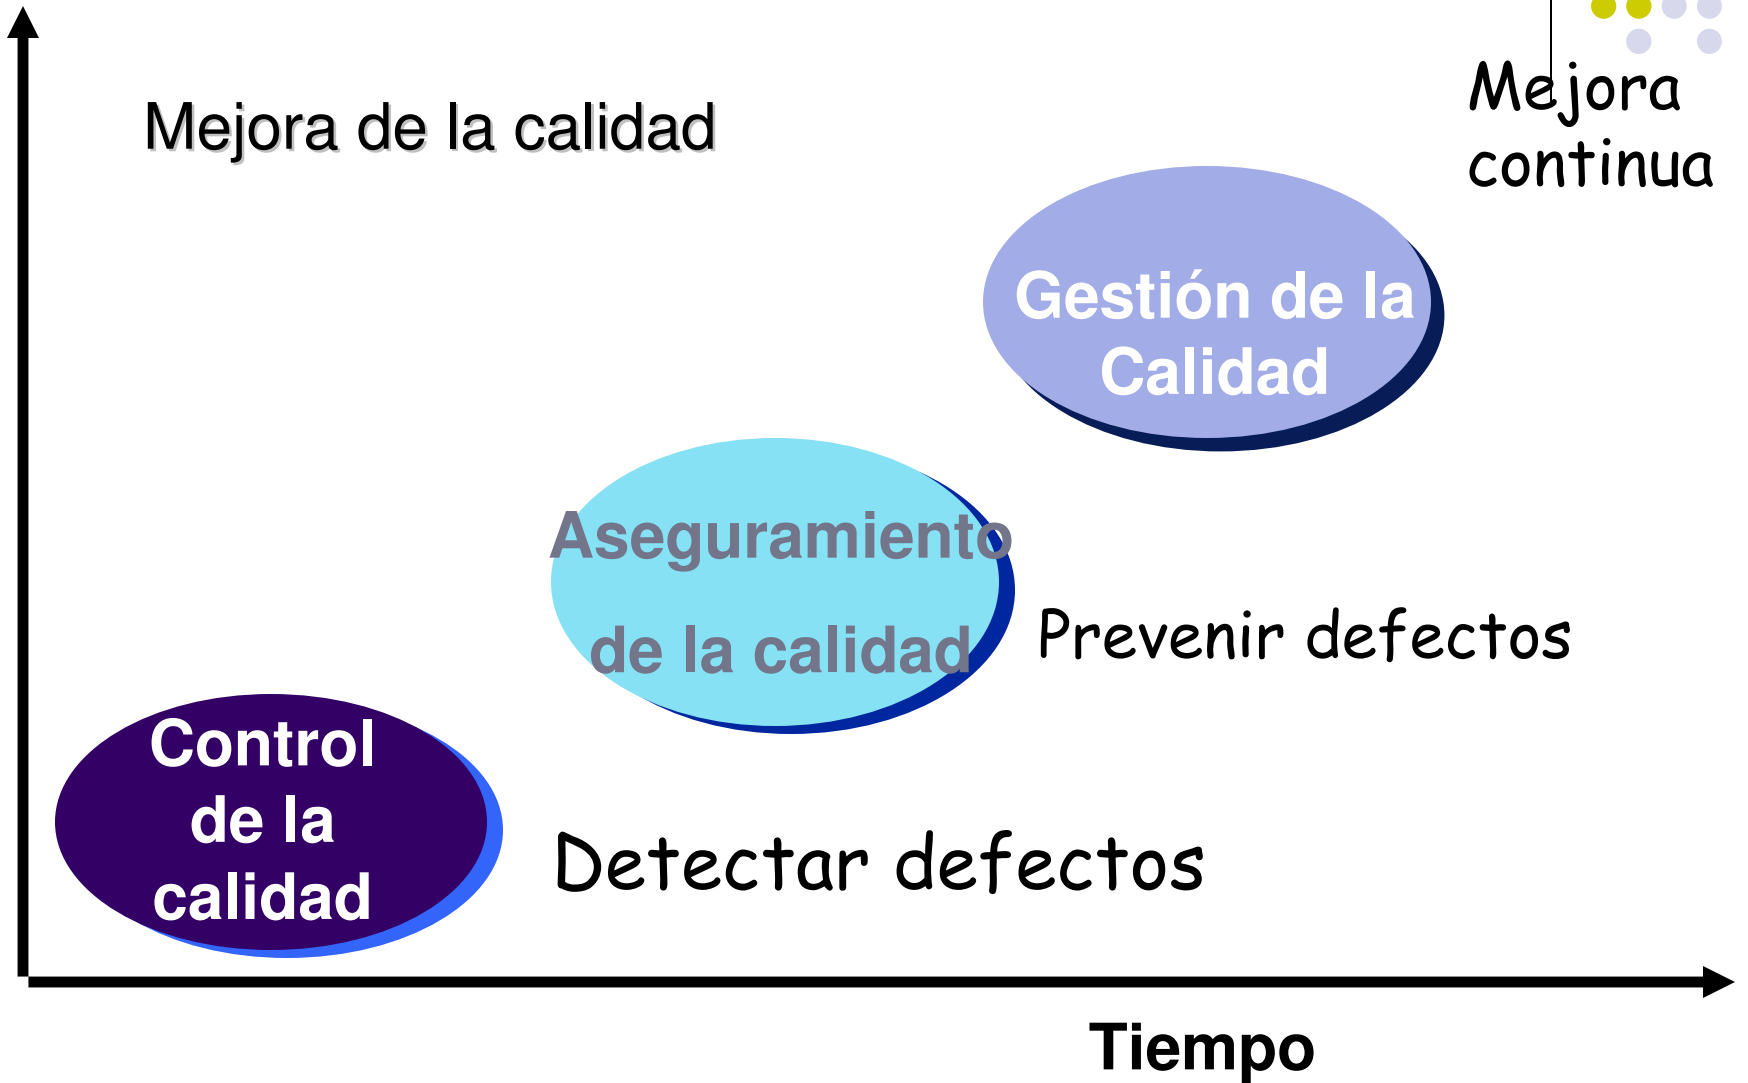 Mejora de la calidad
Mejora
continua
Gestión de la
Calidad
Aseguramiento
de la calidad
Prevenir defectos
Control
de la
calidad
Detectar defectos
Tiempo